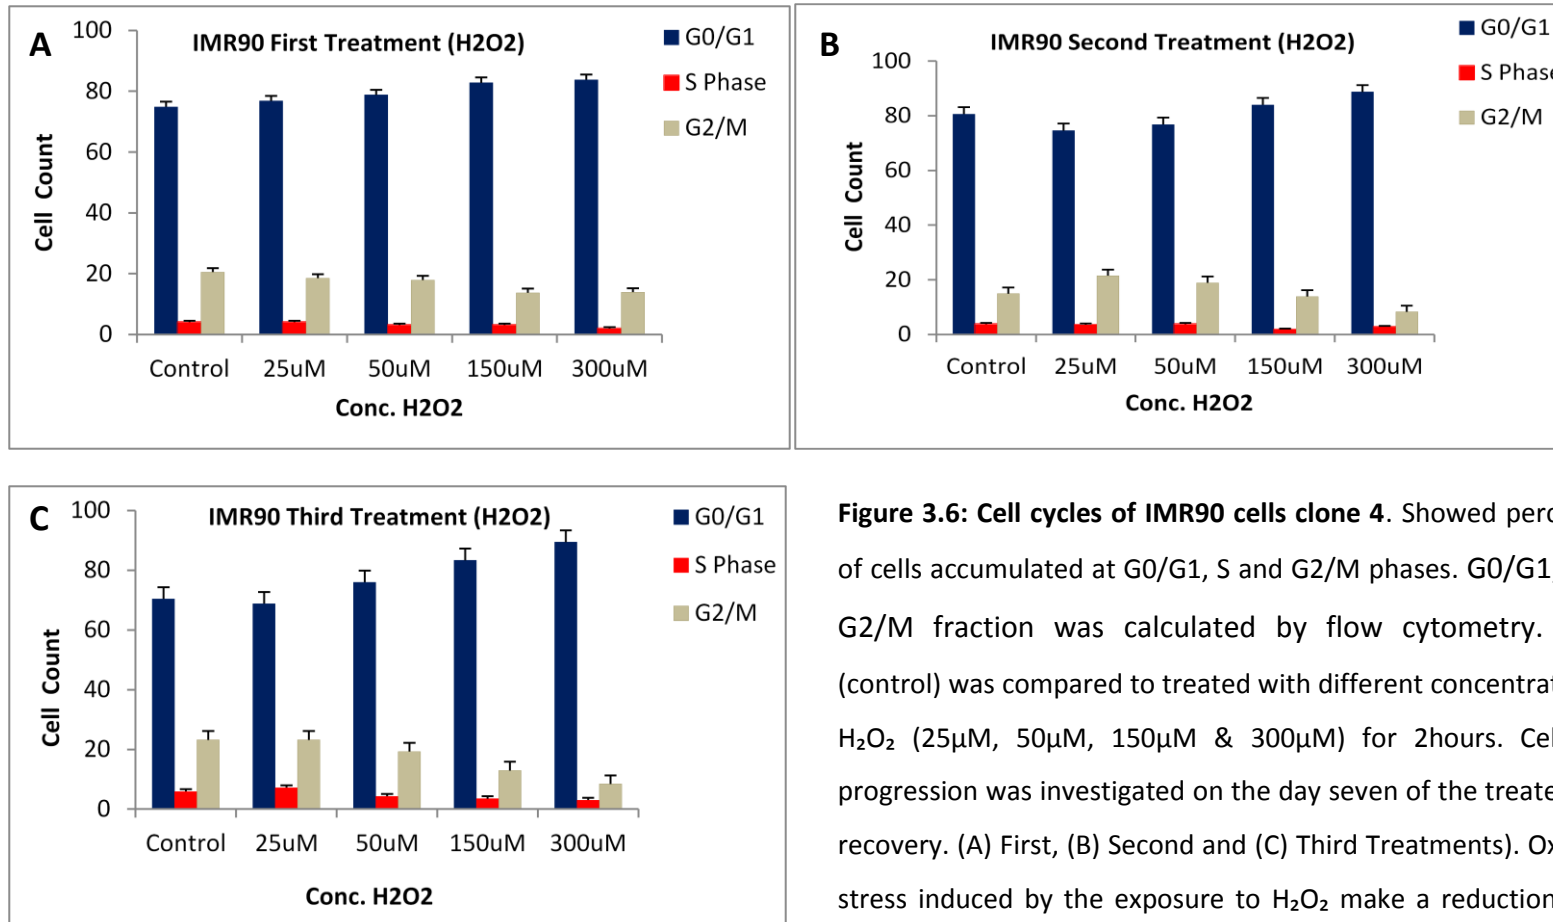 A
IMR90 First Treatment (H2O2)
100
80
60
40
20
0
Cell Count
Control 25uM 50uM 150uM 300uM
Conc. H2O2
G0/G1
S Phase
G2/M
B
IMR90 Second Treatment (H2O2)
100
80
60
40
20
0
Cell Count
Control 25uM 50uM 150uM 300uM
Conc. H2O2
G0/G1
S Phase
G2/M
C
IMR90 Third Treatment (H2O2)
100
80
60
40
20
0
Cell Count
Control 25uM 50uM 150uM 300uM
Conc. H2O2
G0/G1
S Phase
G2/M
Figure 3.6: Cell cycles of IMR90 cells clone 4. Showed
of cells accumulated at G0/G1, S and G2/M phases. G0/G1
G2/M fraction was calculated by flow cytometry.
(control) was compared to treated with different
H₂O₂ (25µM, 50µM, 150µM & 300µM) for 2hours.
progression was investigated on the day seven of the
recovery. (A) First, (B) Second and (C) Third Treatments).
stress induced by the exposure to H₂O₂ make a reduction